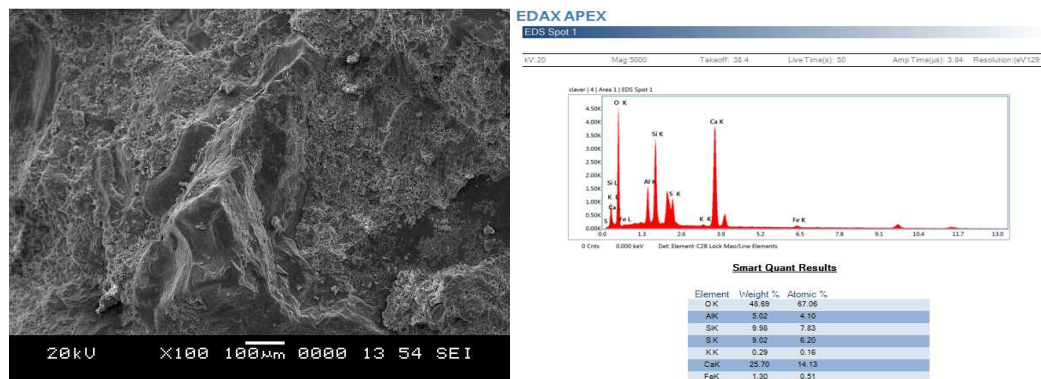 20kU X100 100µm 0000 13 54 SEI
EDAX APEX
EDS Spot 1
kV: 20 Mag:5000 Takeoff: 38.4 Live Time(s): 50 Amp Time(µs): 3.84 Resolution:(eV)129
claver | 4 | Area 1 | EDS Spot 1
4.50K
4.00K
3.50K
3.00K
2.50K
2.00K
1.50K
1.00K
0.50K
0.00K
O K
Ca K
Si K
Si L
Al K
K L
S K
Ca
S
Fe L
K K
Fe K
0.0 1.3 2.6 3.9 5.2 6.5 7.8 9.1 10.4 11.7 13.0
0 Cnts 0.000 keV Det: Element-C2B Lock Map/Line Elements
Smart Quant Results
Element Weight % Atomic %
O K 48.69 67.06
AlK 5.02 4.10
SiK 9.98 7.83
S K 9.02 6.20
K K 0.29 0.16
CaK 25.70 14.13
FeK 1.30 0.51